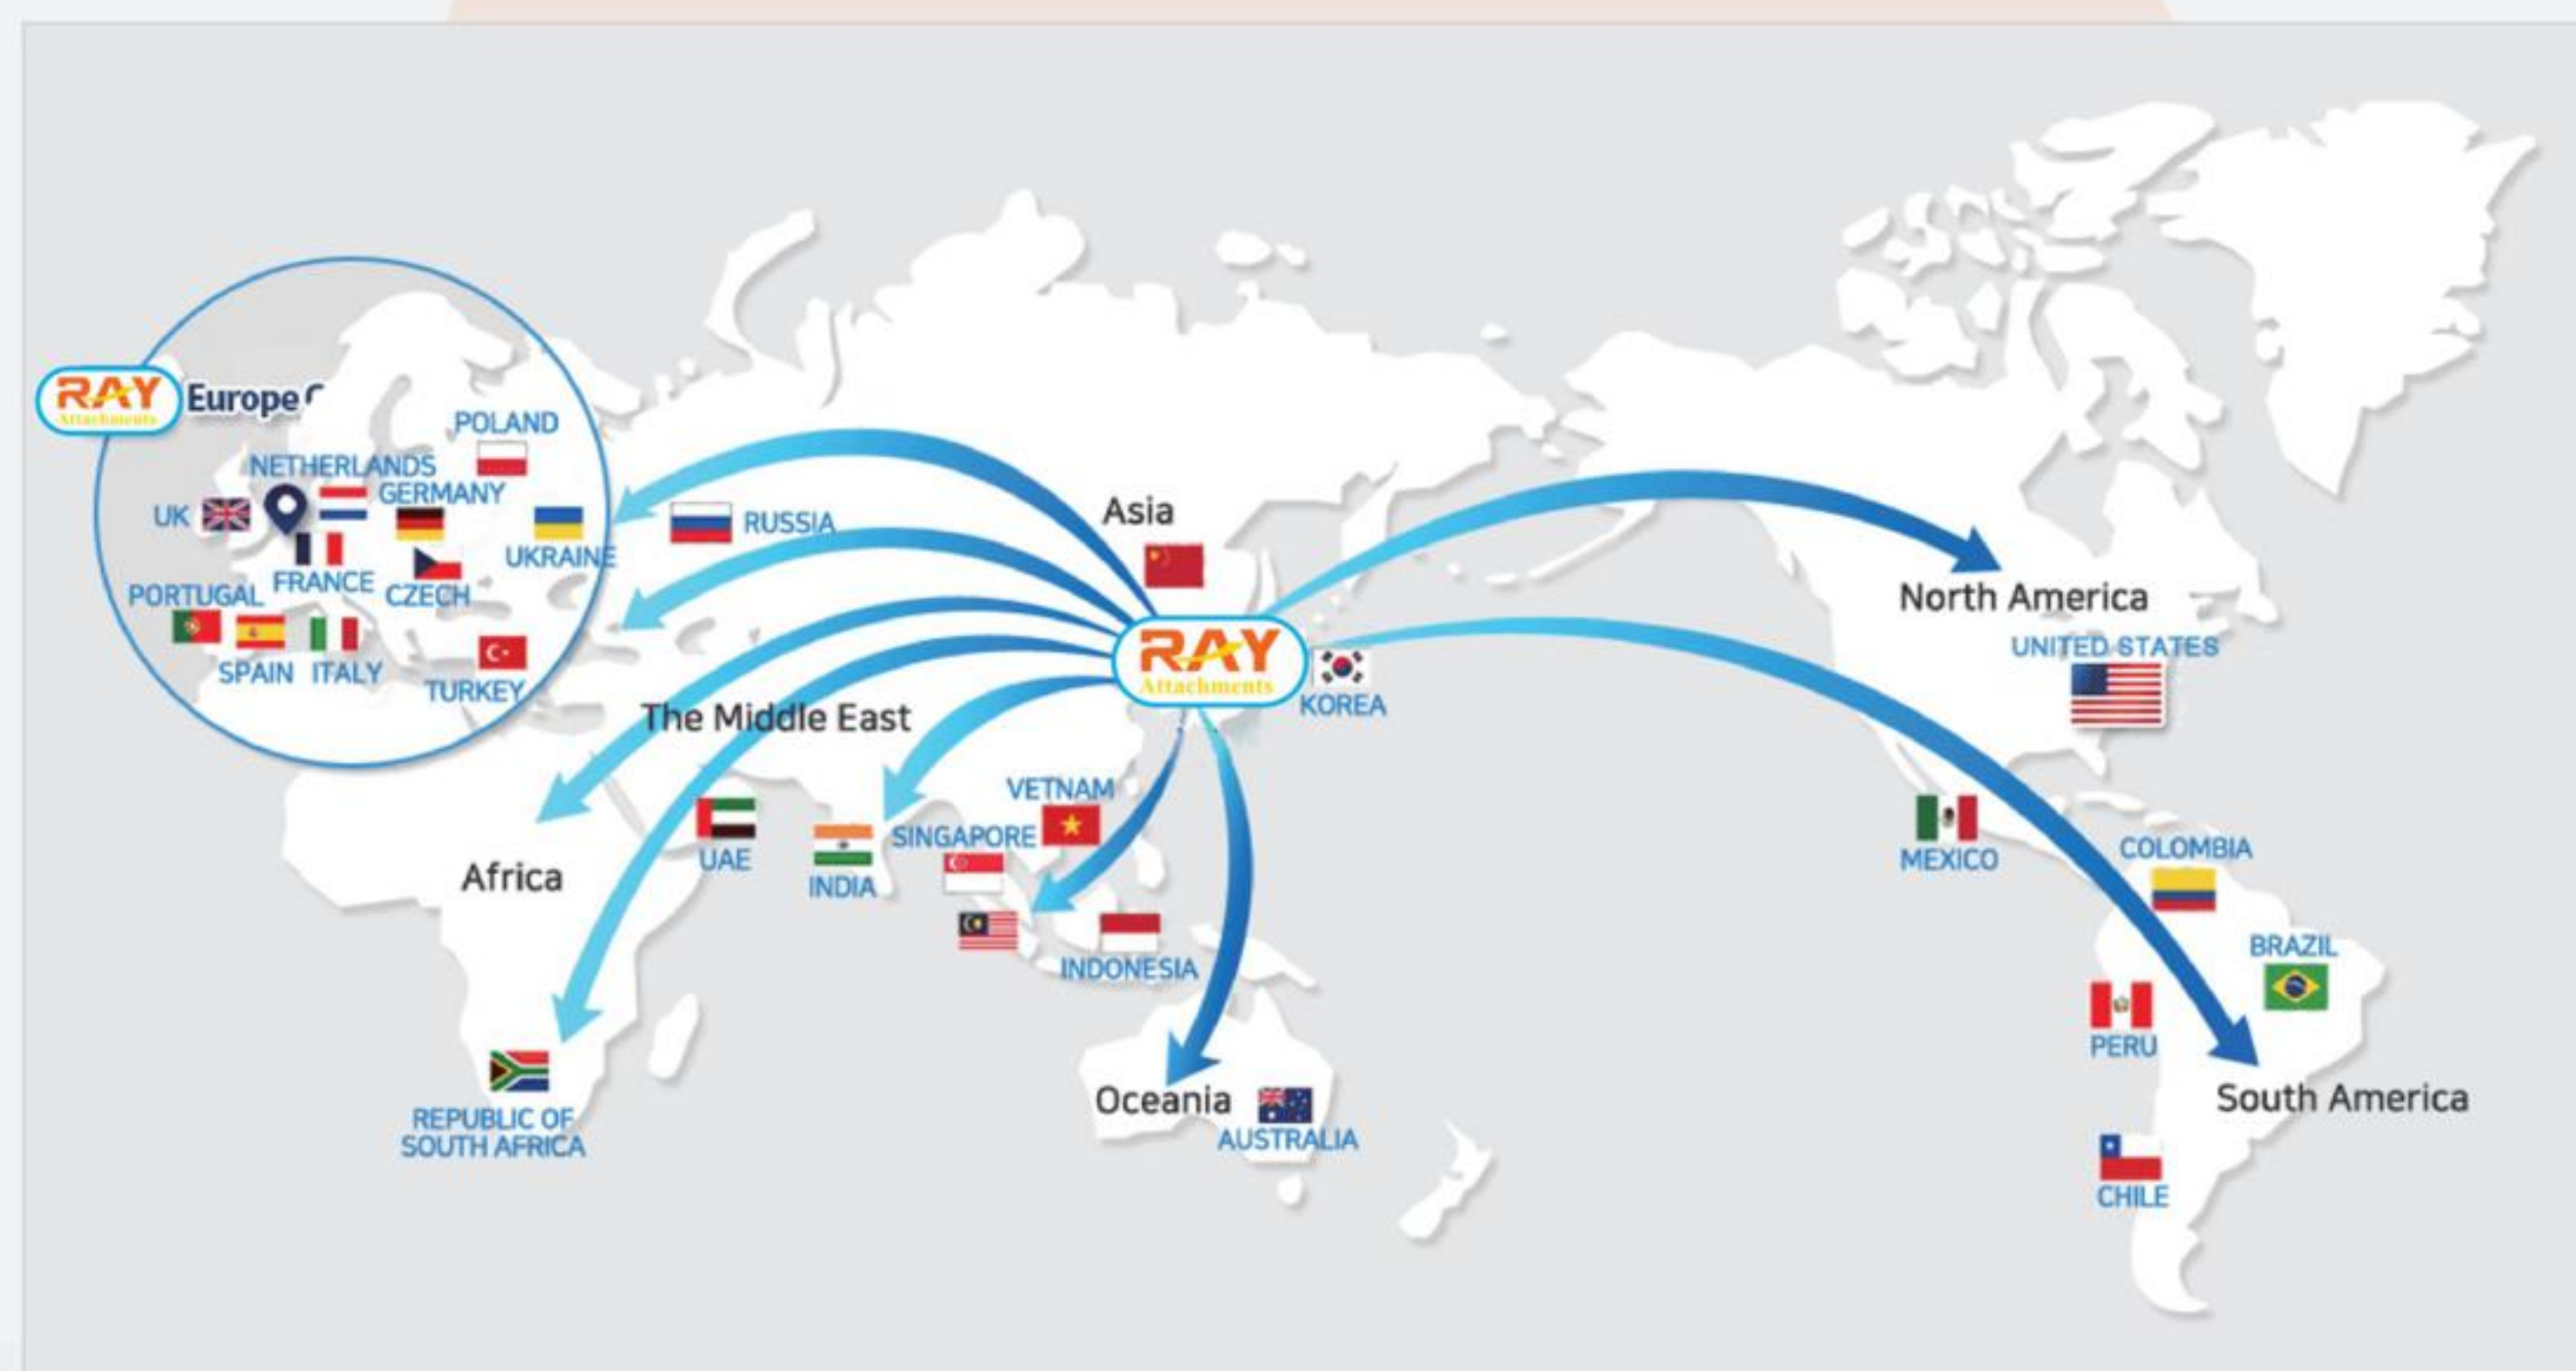 RAY
Attachments
Europe
POLAND
NETHERLANDS
GERMANY
UK
UKRAINE
FRANCE
PORTUGAL
CZECH
SPAIN
ITALY
TURKEY
RUSSIA
Asia
RAY
Attachments
KOREA
The Middle East
UAE
INDIA
VETNAM
SINGAPORE
INDONESIA
Africa
REPUBLIC OF
SOUTH AFRICA
Oceania
AUSTRALIA
North America
UNITED STATES
MEXICO
COLOMBIA
BRAZIL
PERU
South America
CHILE